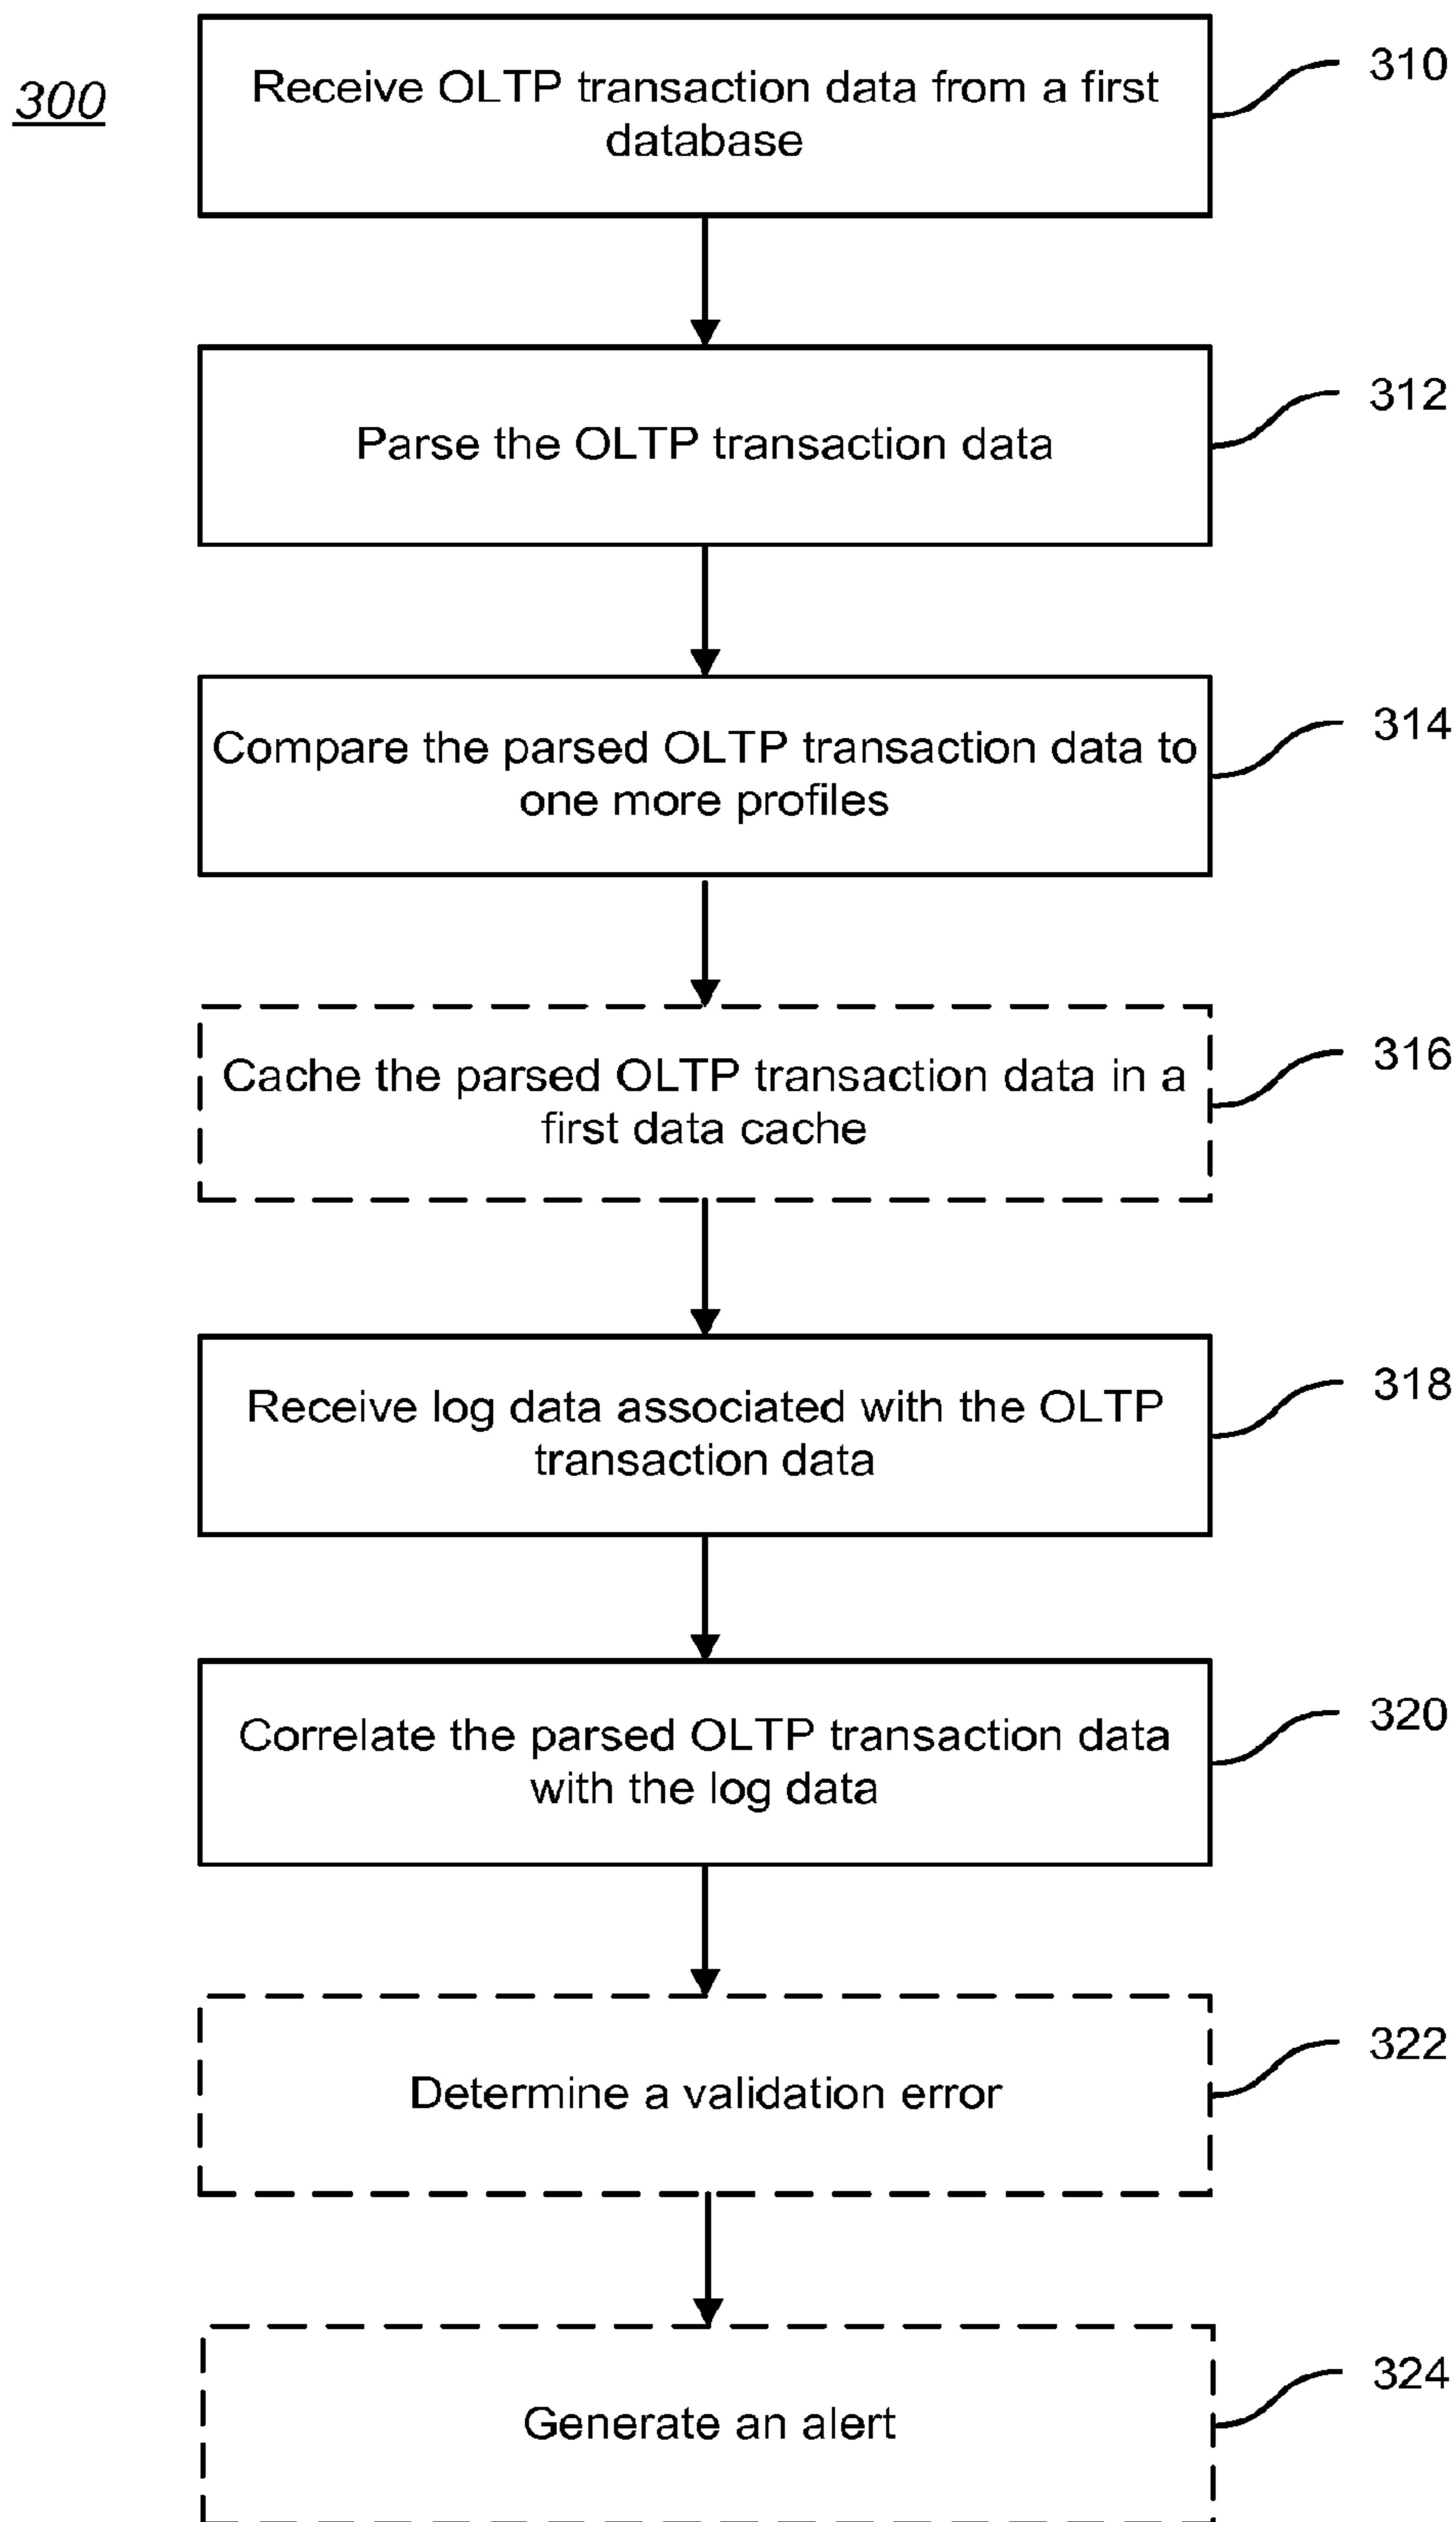 300
Receive OLTP transaction data from a first
database
310
Parse the OLTP transaction data
312
Compare the parsed OLTP transaction data to
one more profiles
314
Cache the parsed OLTP transaction data in a
first data cache
316
Receive log data associated with the OLTP
transaction data
318
Correlate the parsed OLTP transaction data
with the log data
320
Determine a validation error
322
Generate an alert
324